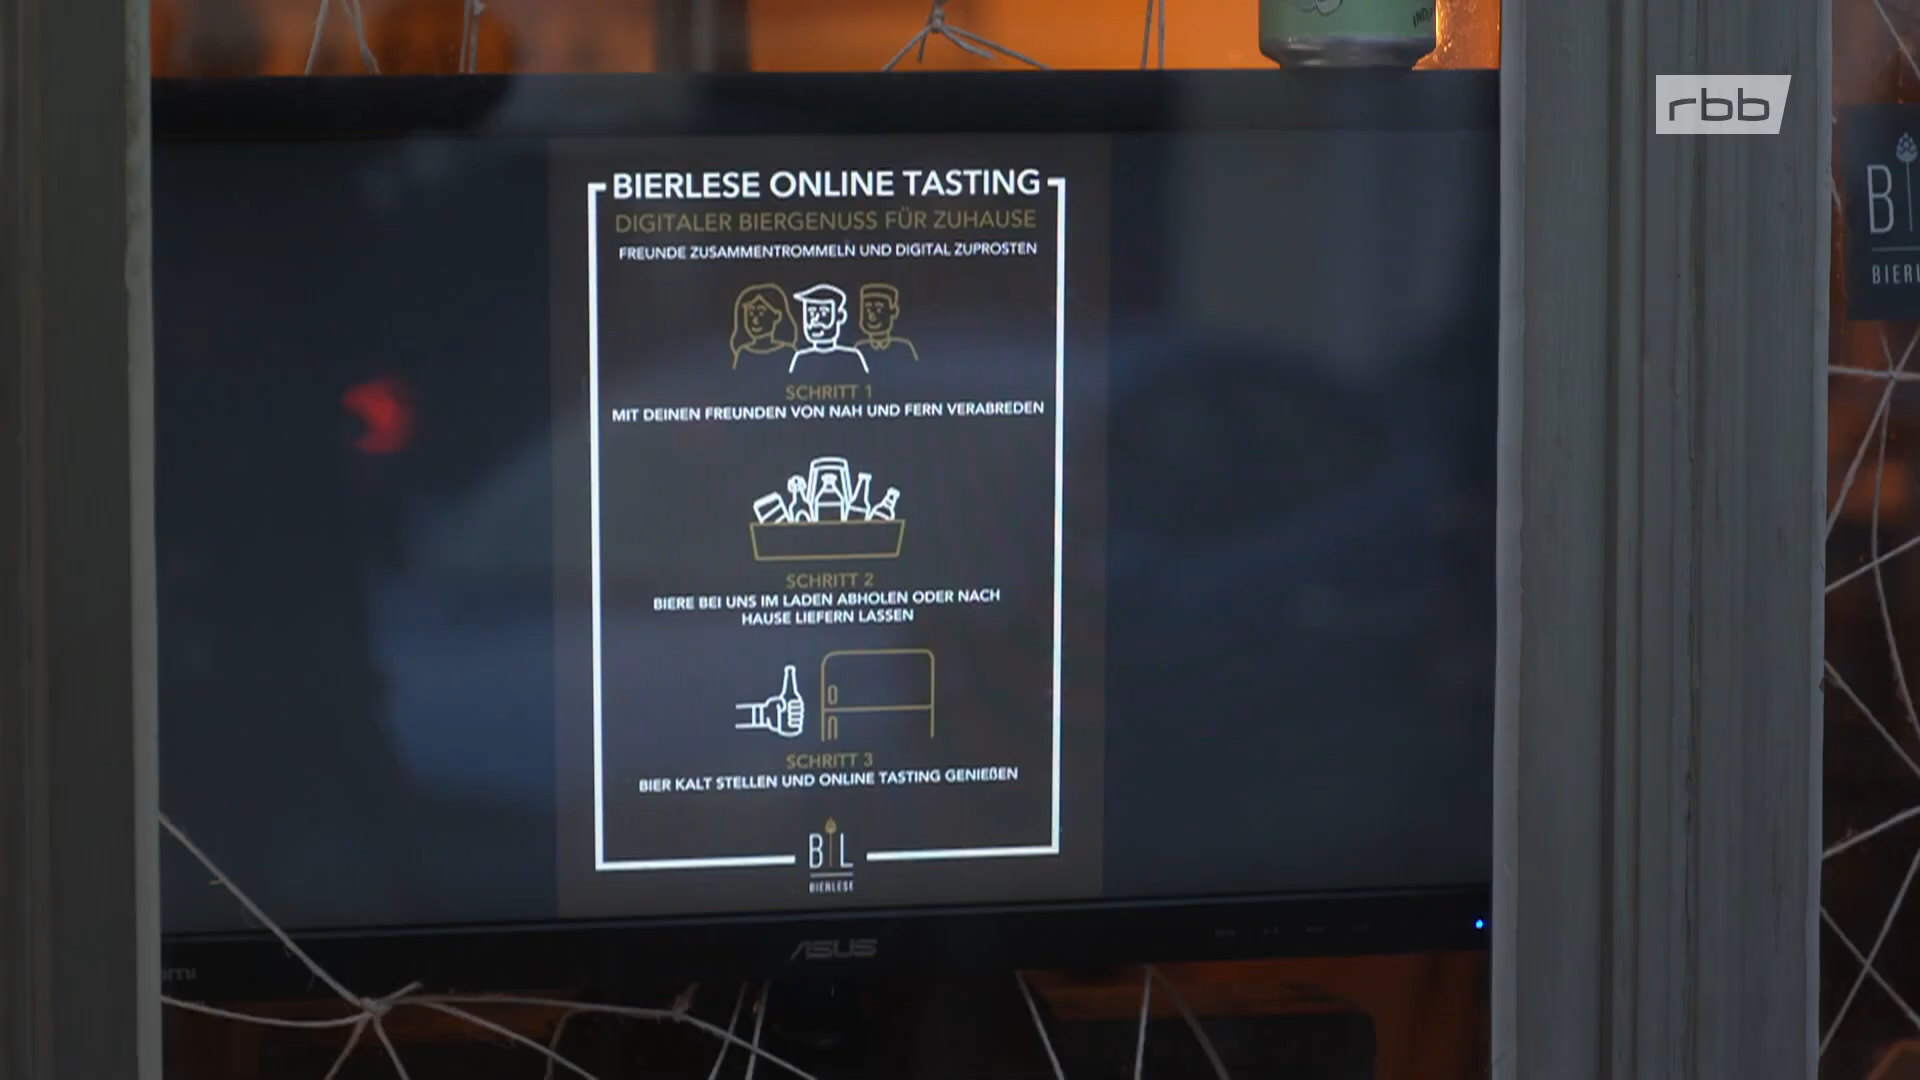 rbb
BIERLESE ONLINE TASTING
DIGITALER BIERGENUSS FÜR ZUHAUSE
FREUNDE ZUSAMMENTROMMELN UND DIGITAL ZUPROSTEN
SCHRITT 1
MIT DEINEN FREUNDEN VON NAH UND FERN VERABREDEN
SCHRITT 2
BIERE BEI UNS IM LADEN ABHOLEN ODER NACH
HAUSE LIEFERN LASSEN
SCHRITT 3
BIER KALT STELLEN UND ONLINE TASTING GENIEßEN
B L
BIERLESE
ASUS
B
BIERL